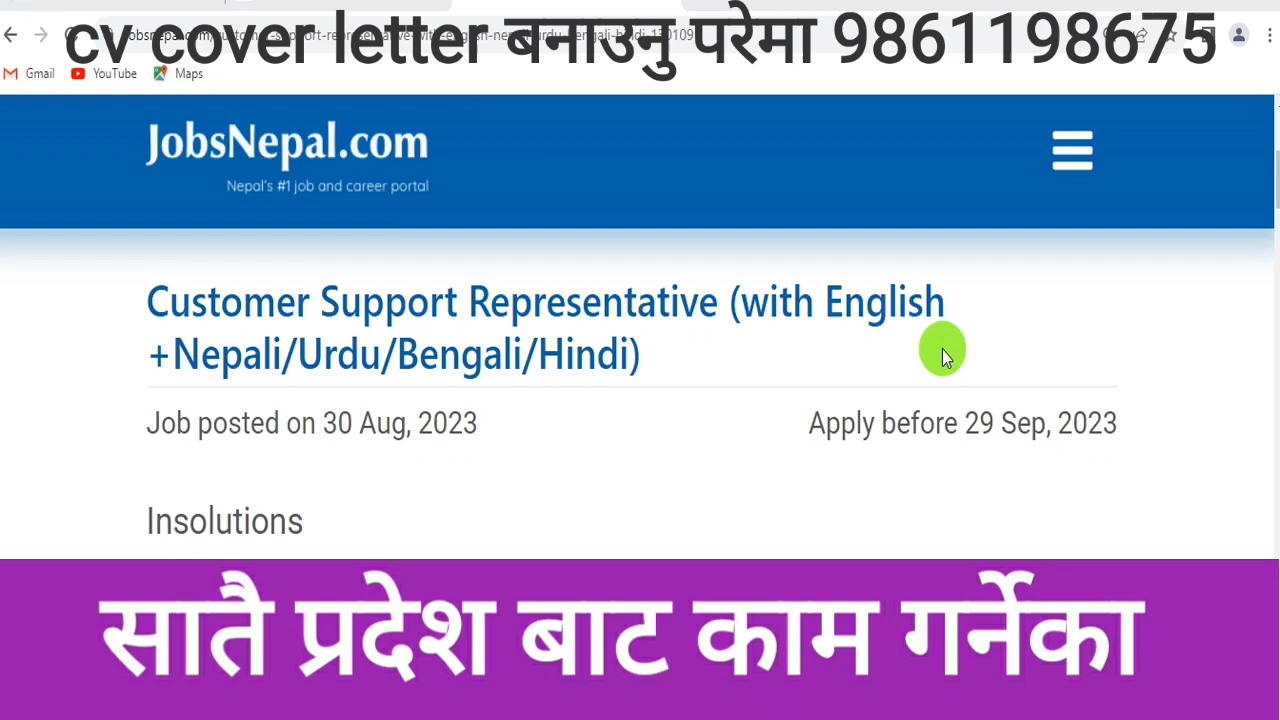 cv cover letter बनाउनु परेमा 9861198675
Gmail YouTube Maps
JobsNepal.com
Nepal's #1 job and career portal
Customer Support Representative (with English
+Nepali/Urdu/Bengali/Hindi)
Job posted on 30 Aug, 2023 Apply before 29 Sep, 2023
Insolutions
सातै प्रदेश बाट काम गर्नेका